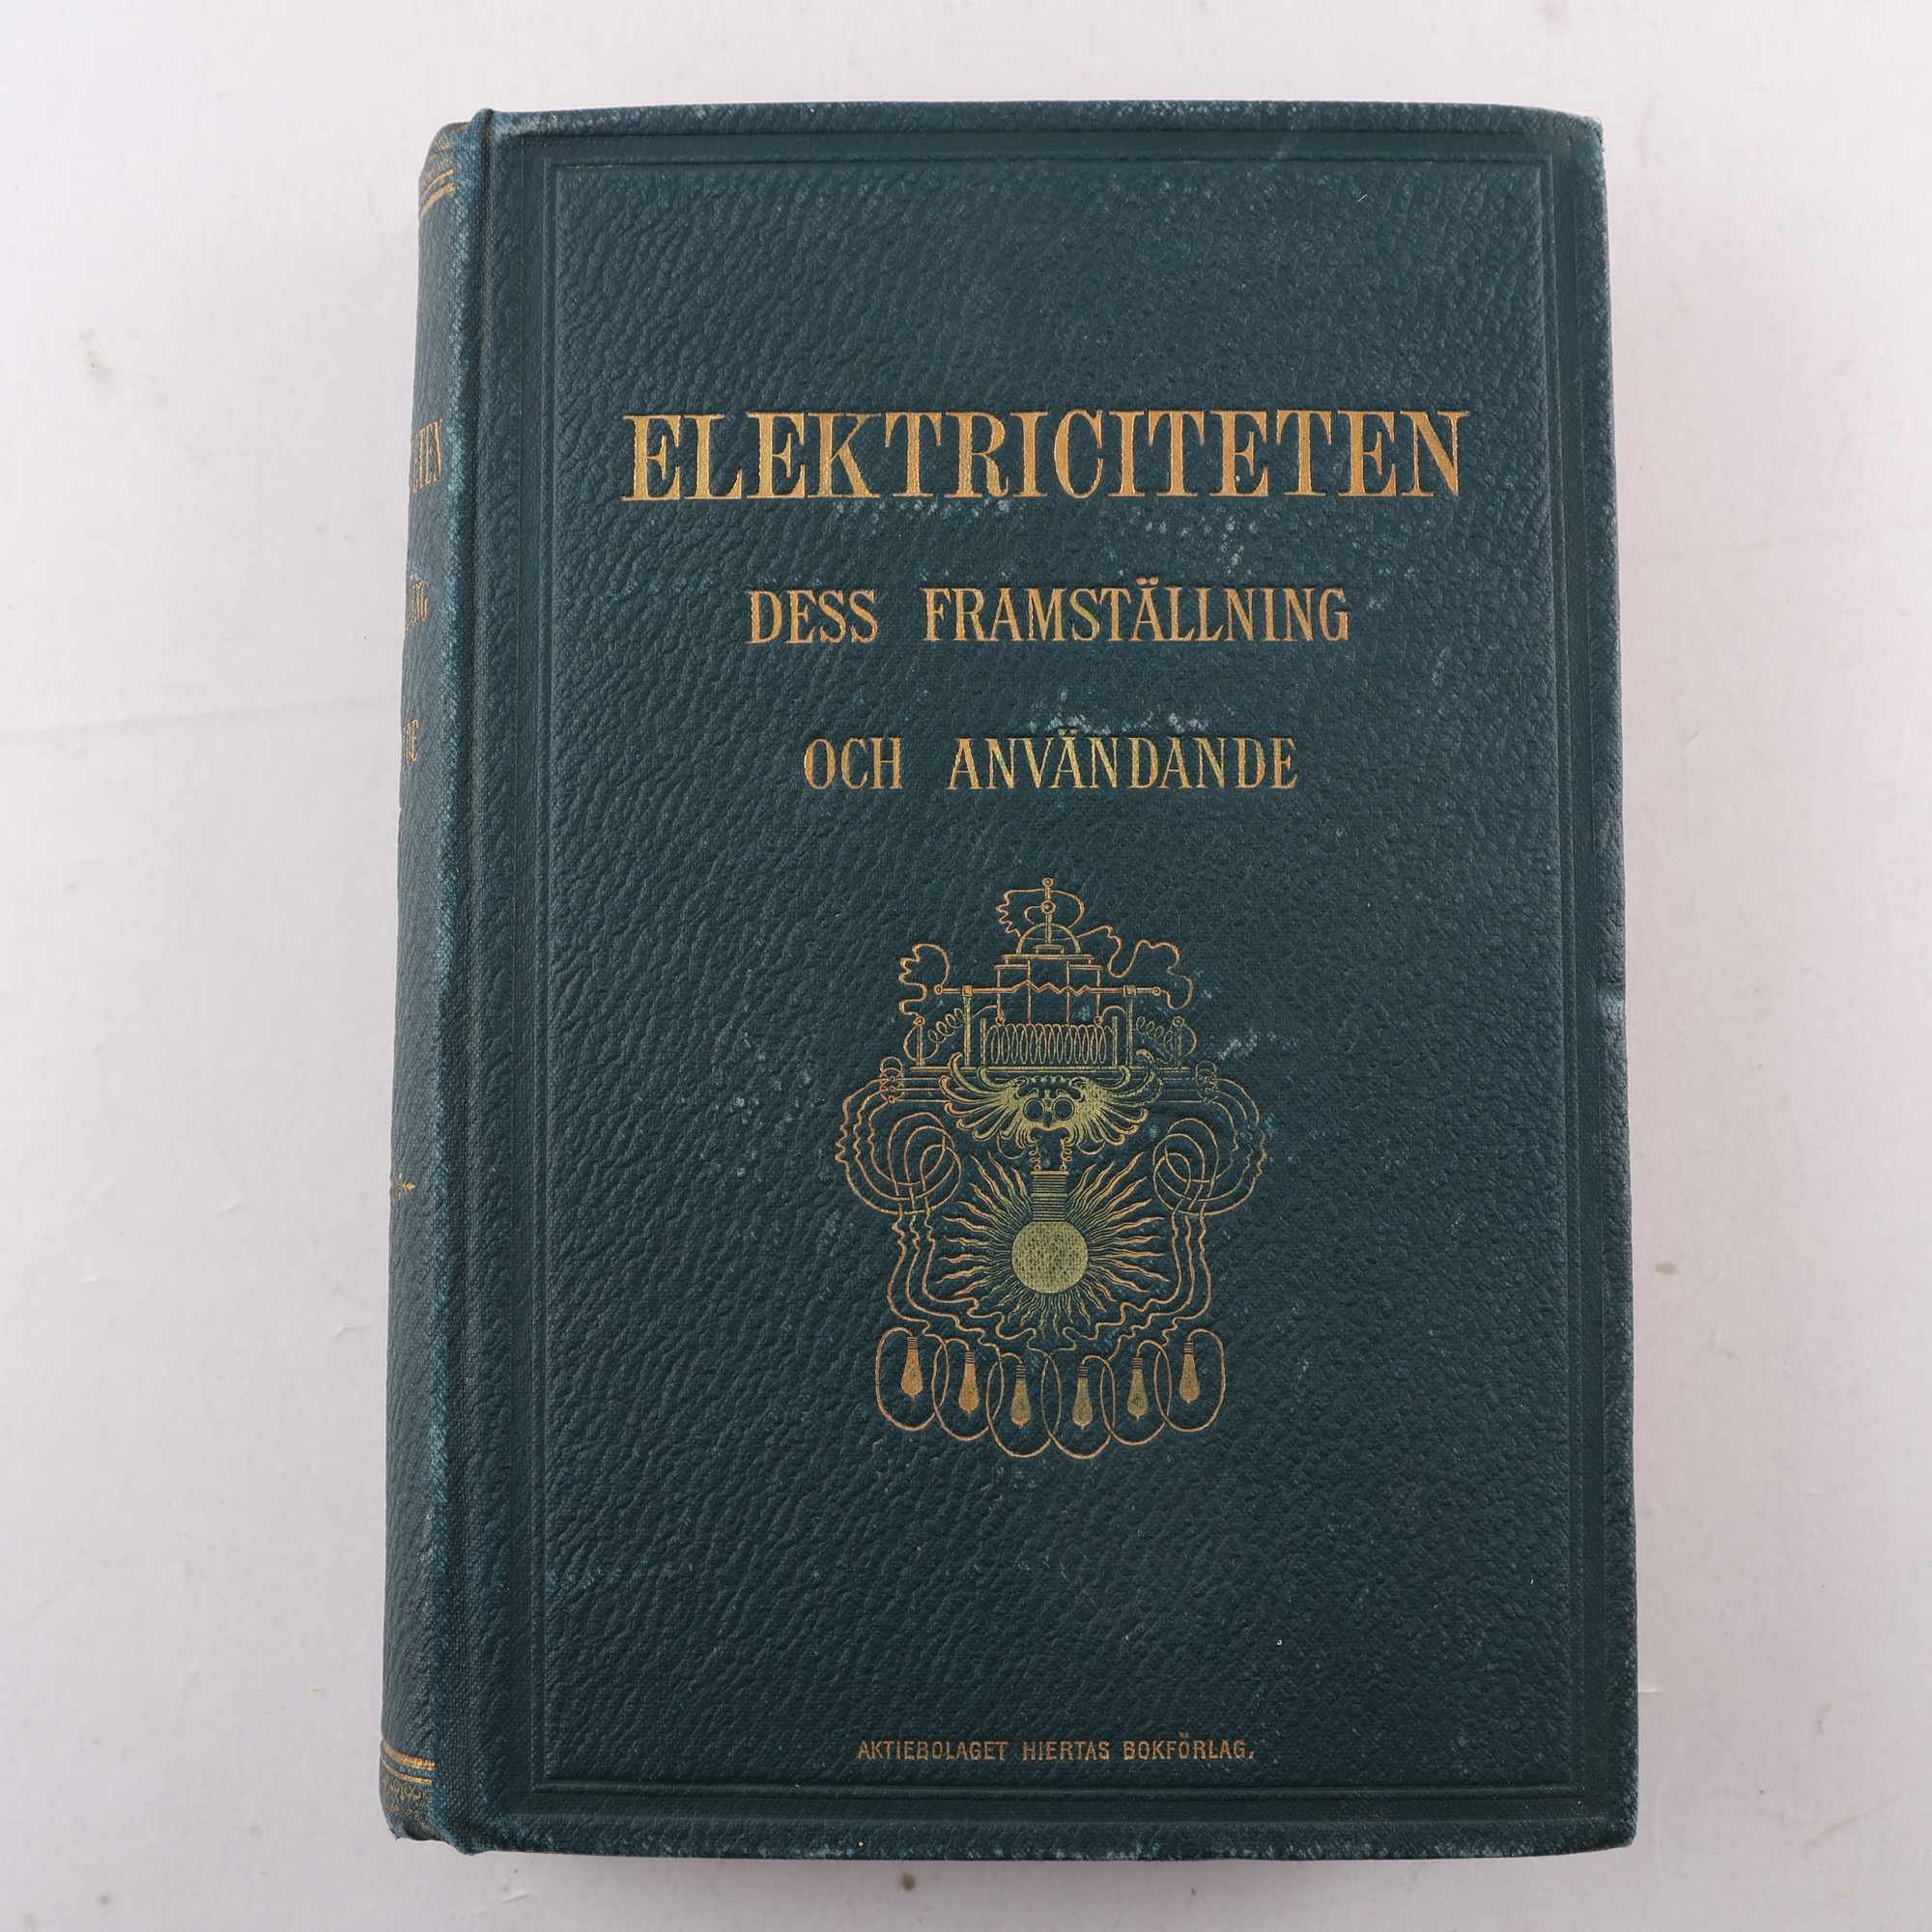 ELEKTRICITETEN
DESS FRAMSTÄLLNING
OCH ANVÄNDANDE
AKTIEBOLAGET HIERTAS BOKFÖRLAG.